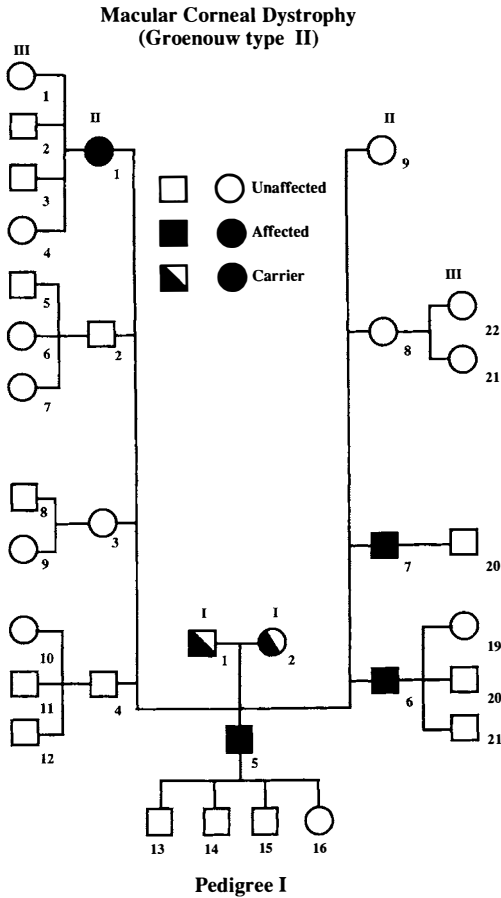 Macular Corneal Dystrophy
(Groenouw type II)
III
1
2
3
4
II
1
5
6
7
2
8
9
3
10
11
12
4
Unaffected
Affected
Carrier
II
9
III
22
21
8
7
20
19
20
21
6
I
1
I
2
5
13
14
15
16
Pedigree I